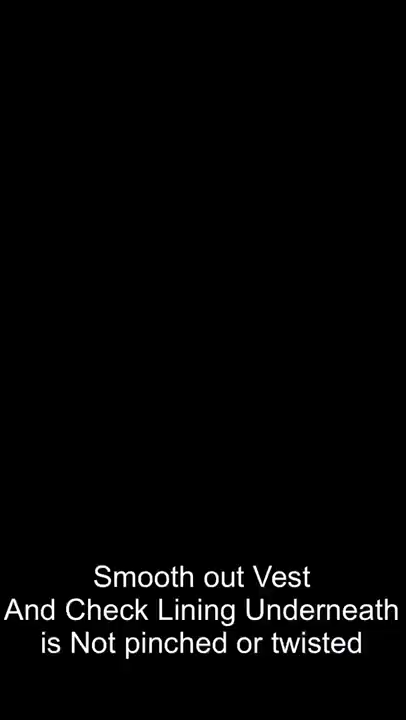 Smooth out Vest
And Check Lining Underneath
is Not pinched or twisted